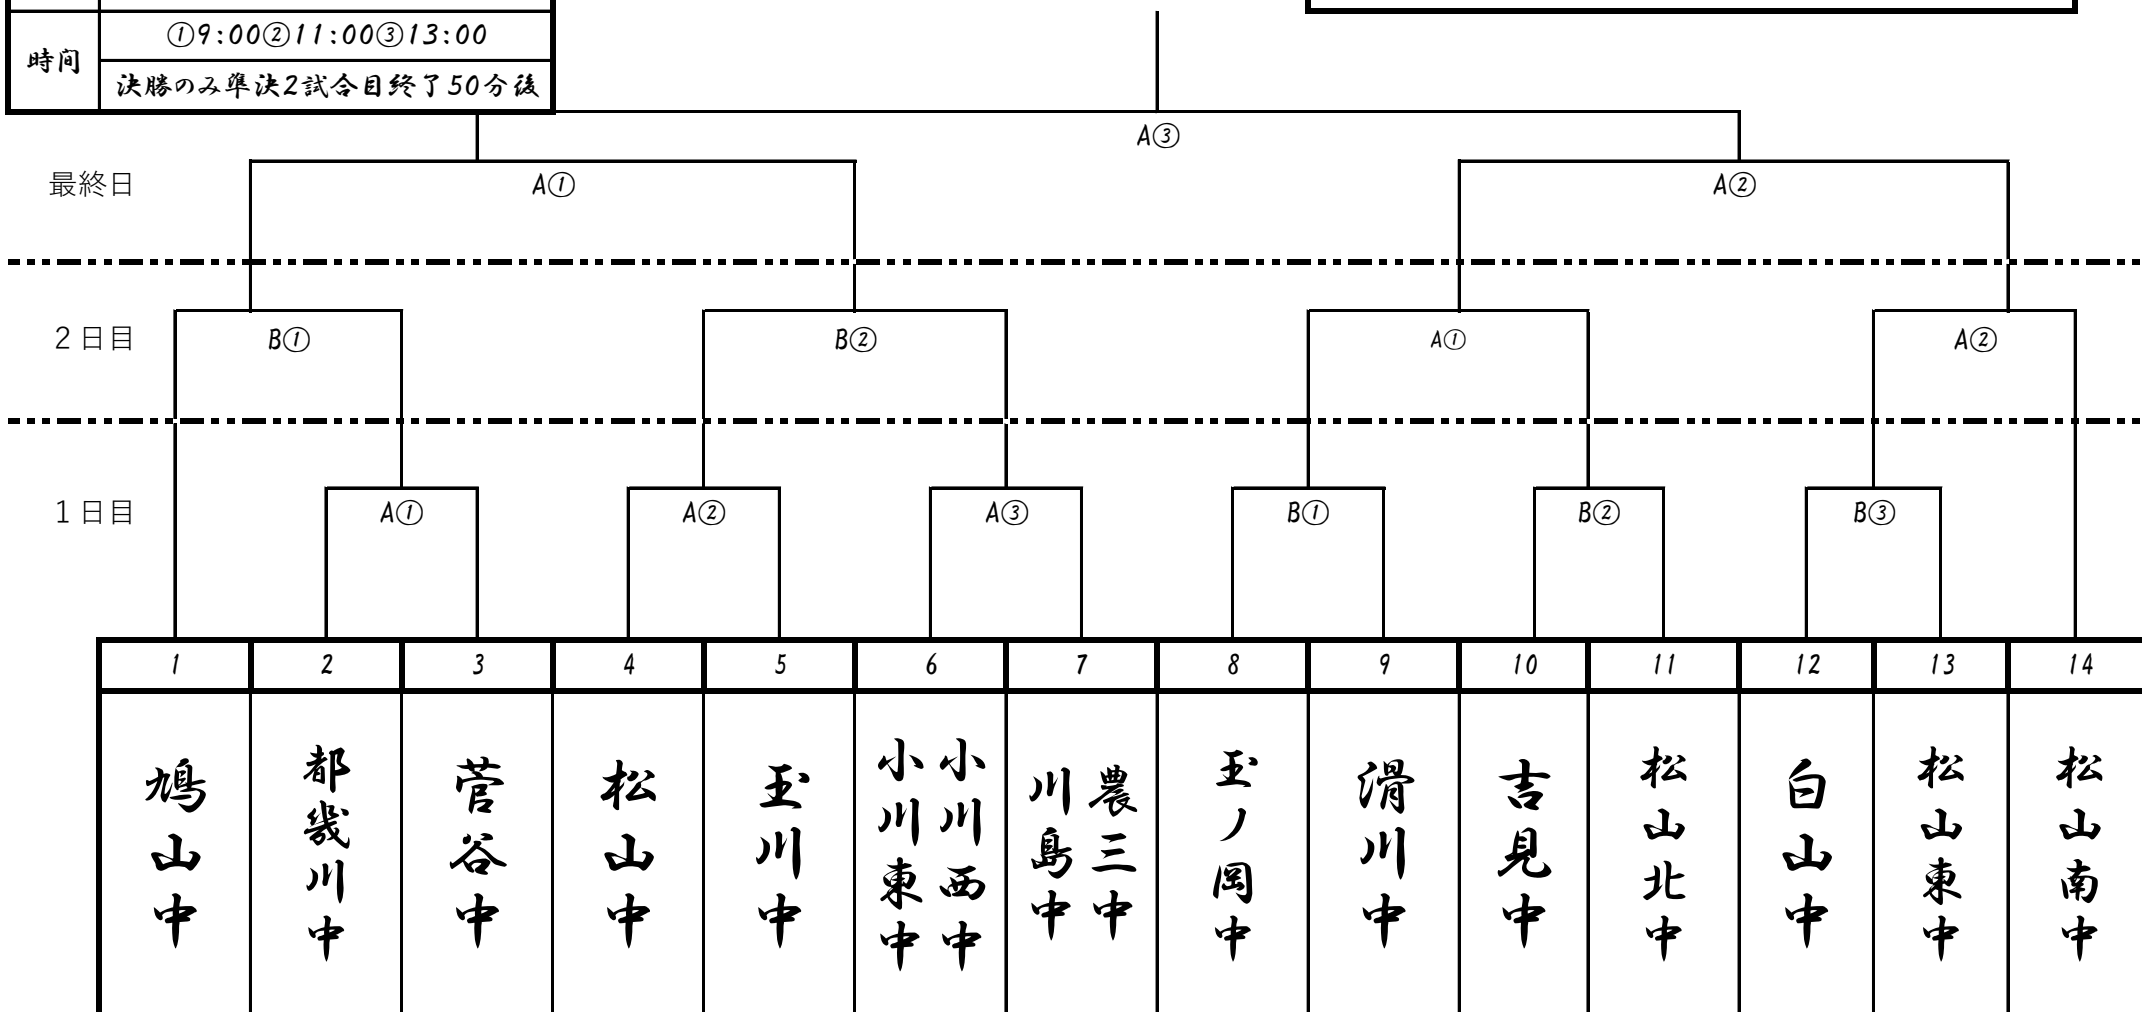 時间
①9:00②11:00③13:00
決勝のみ準決2試合目終了50分後
A③
最終日
A①
A②
2日目
B①
B②
A①
A②
1日目
A①
A②
A③
B①
B②
B③
1
2
3
4
5
6
7
8
9
10
11
12
13
14
鳩山中
都幾川中
菅谷中
松山中
玉川中
小川西中
小川東中
農三中
川島中
玉ノ岡中
滑川中
吉見中
松山北中
白山中
松山東中
松山南中